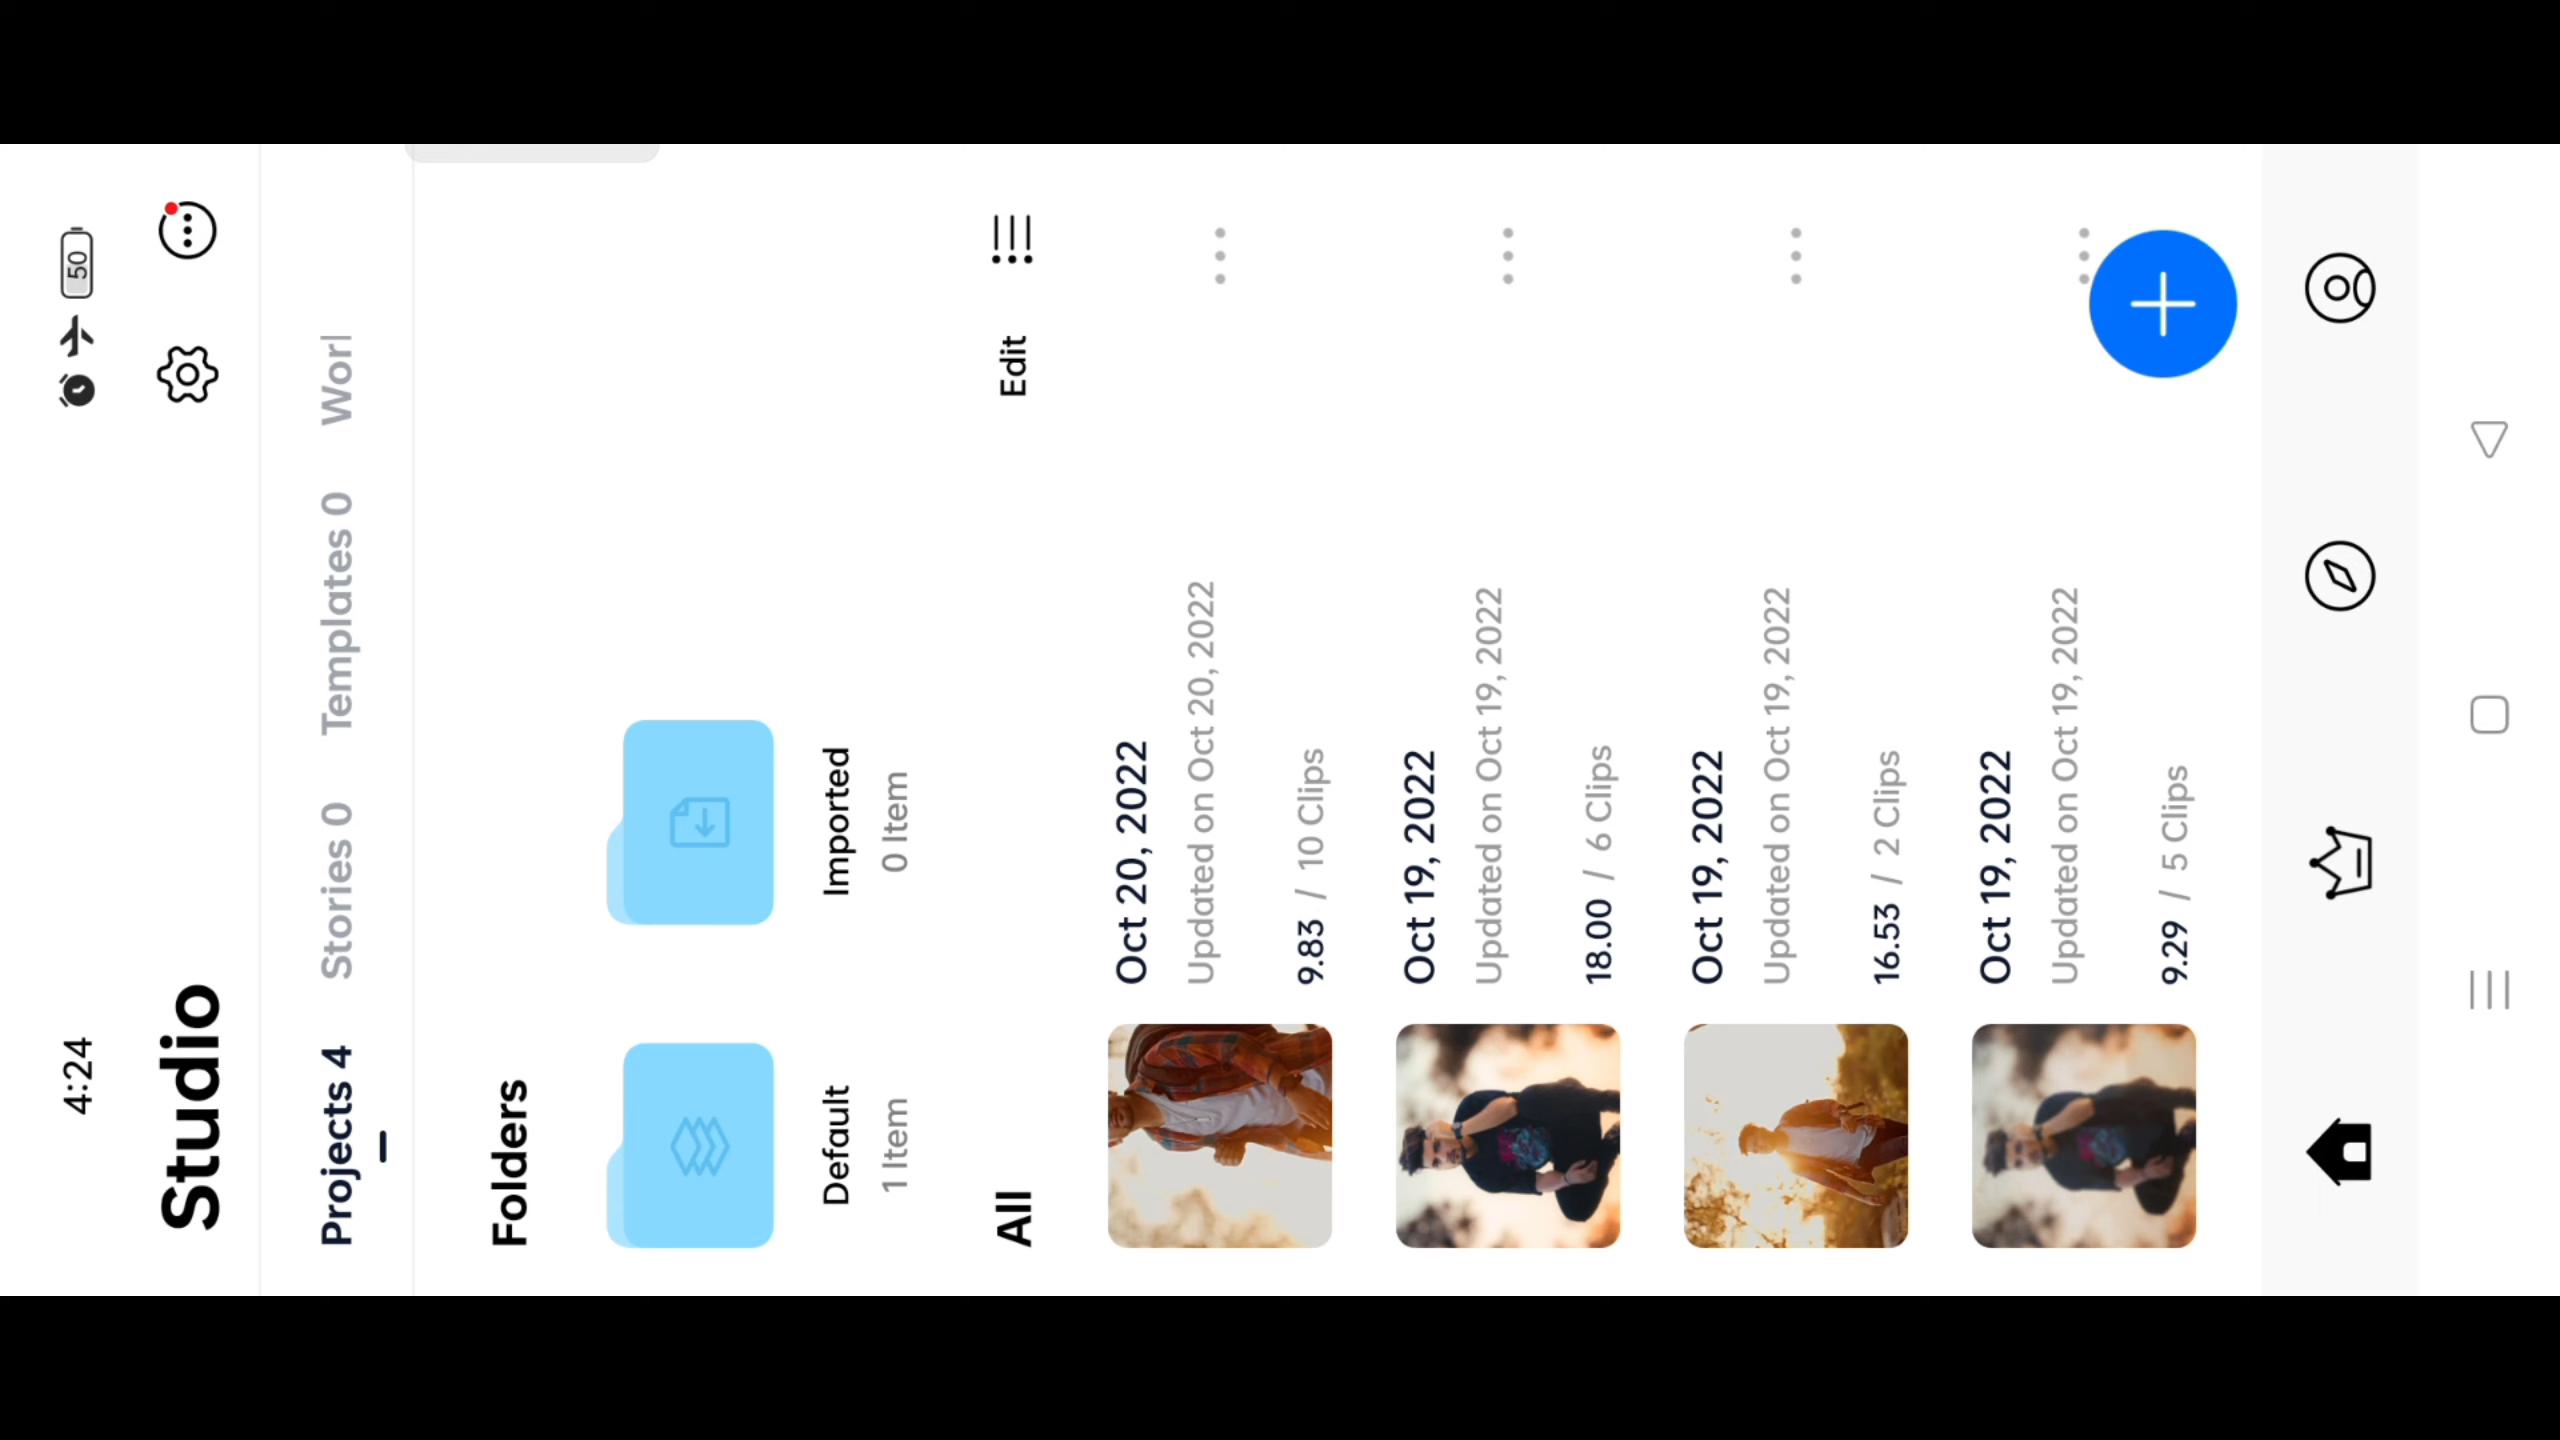 4:24
50
Studio
Projects 4 Stories 0 Templates 0 Worl
Folders
Default
1 Item
Imported
0 Item
All
Edit
Oct 20, 2022
Updated on Oct 20, 2022
9.83 / 10 Clips
Oct 19, 2022
Updated on Oct 19, 2022
18.00 / 6 Clips
Oct 19, 2022
Updated on Oct 19, 2022
16.53 / 2 Clips
Oct 19, 2022
Updated on Oct 19, 2022
9.29 / 5 Clips